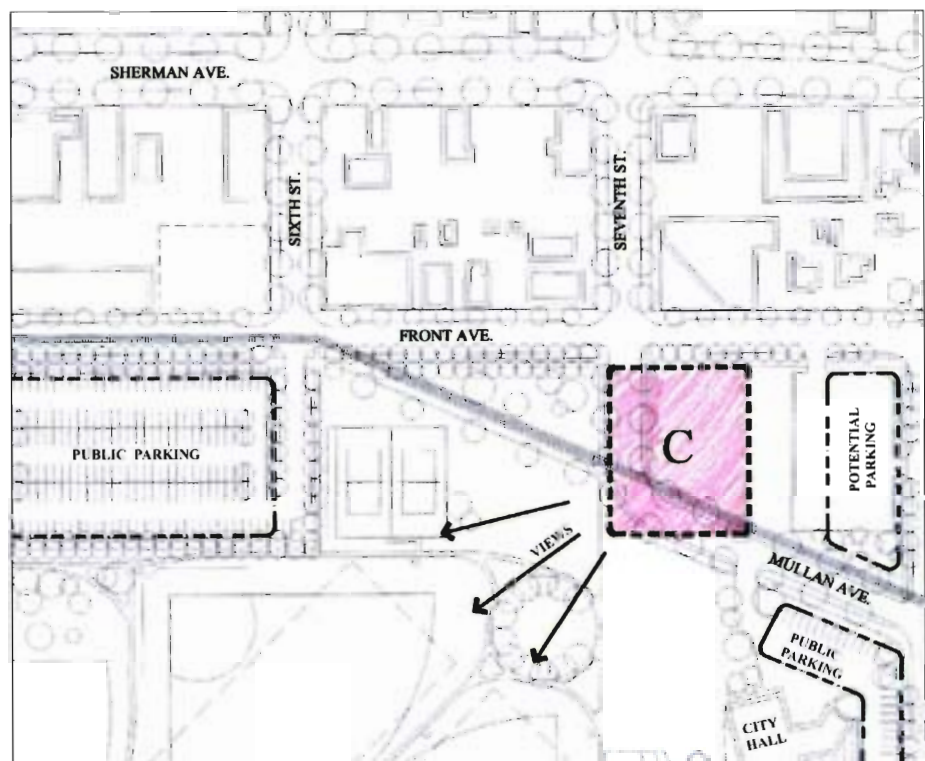 SHERMAN AVE.
SIXTH ST.
SEVENTH ST.
FRONT AVE.
PUBLIC PARKING
C
POTENTIAL
PARKING
VIEWS
MULLAN AVE.
PUBLIC
PARKING
CITY
HALL